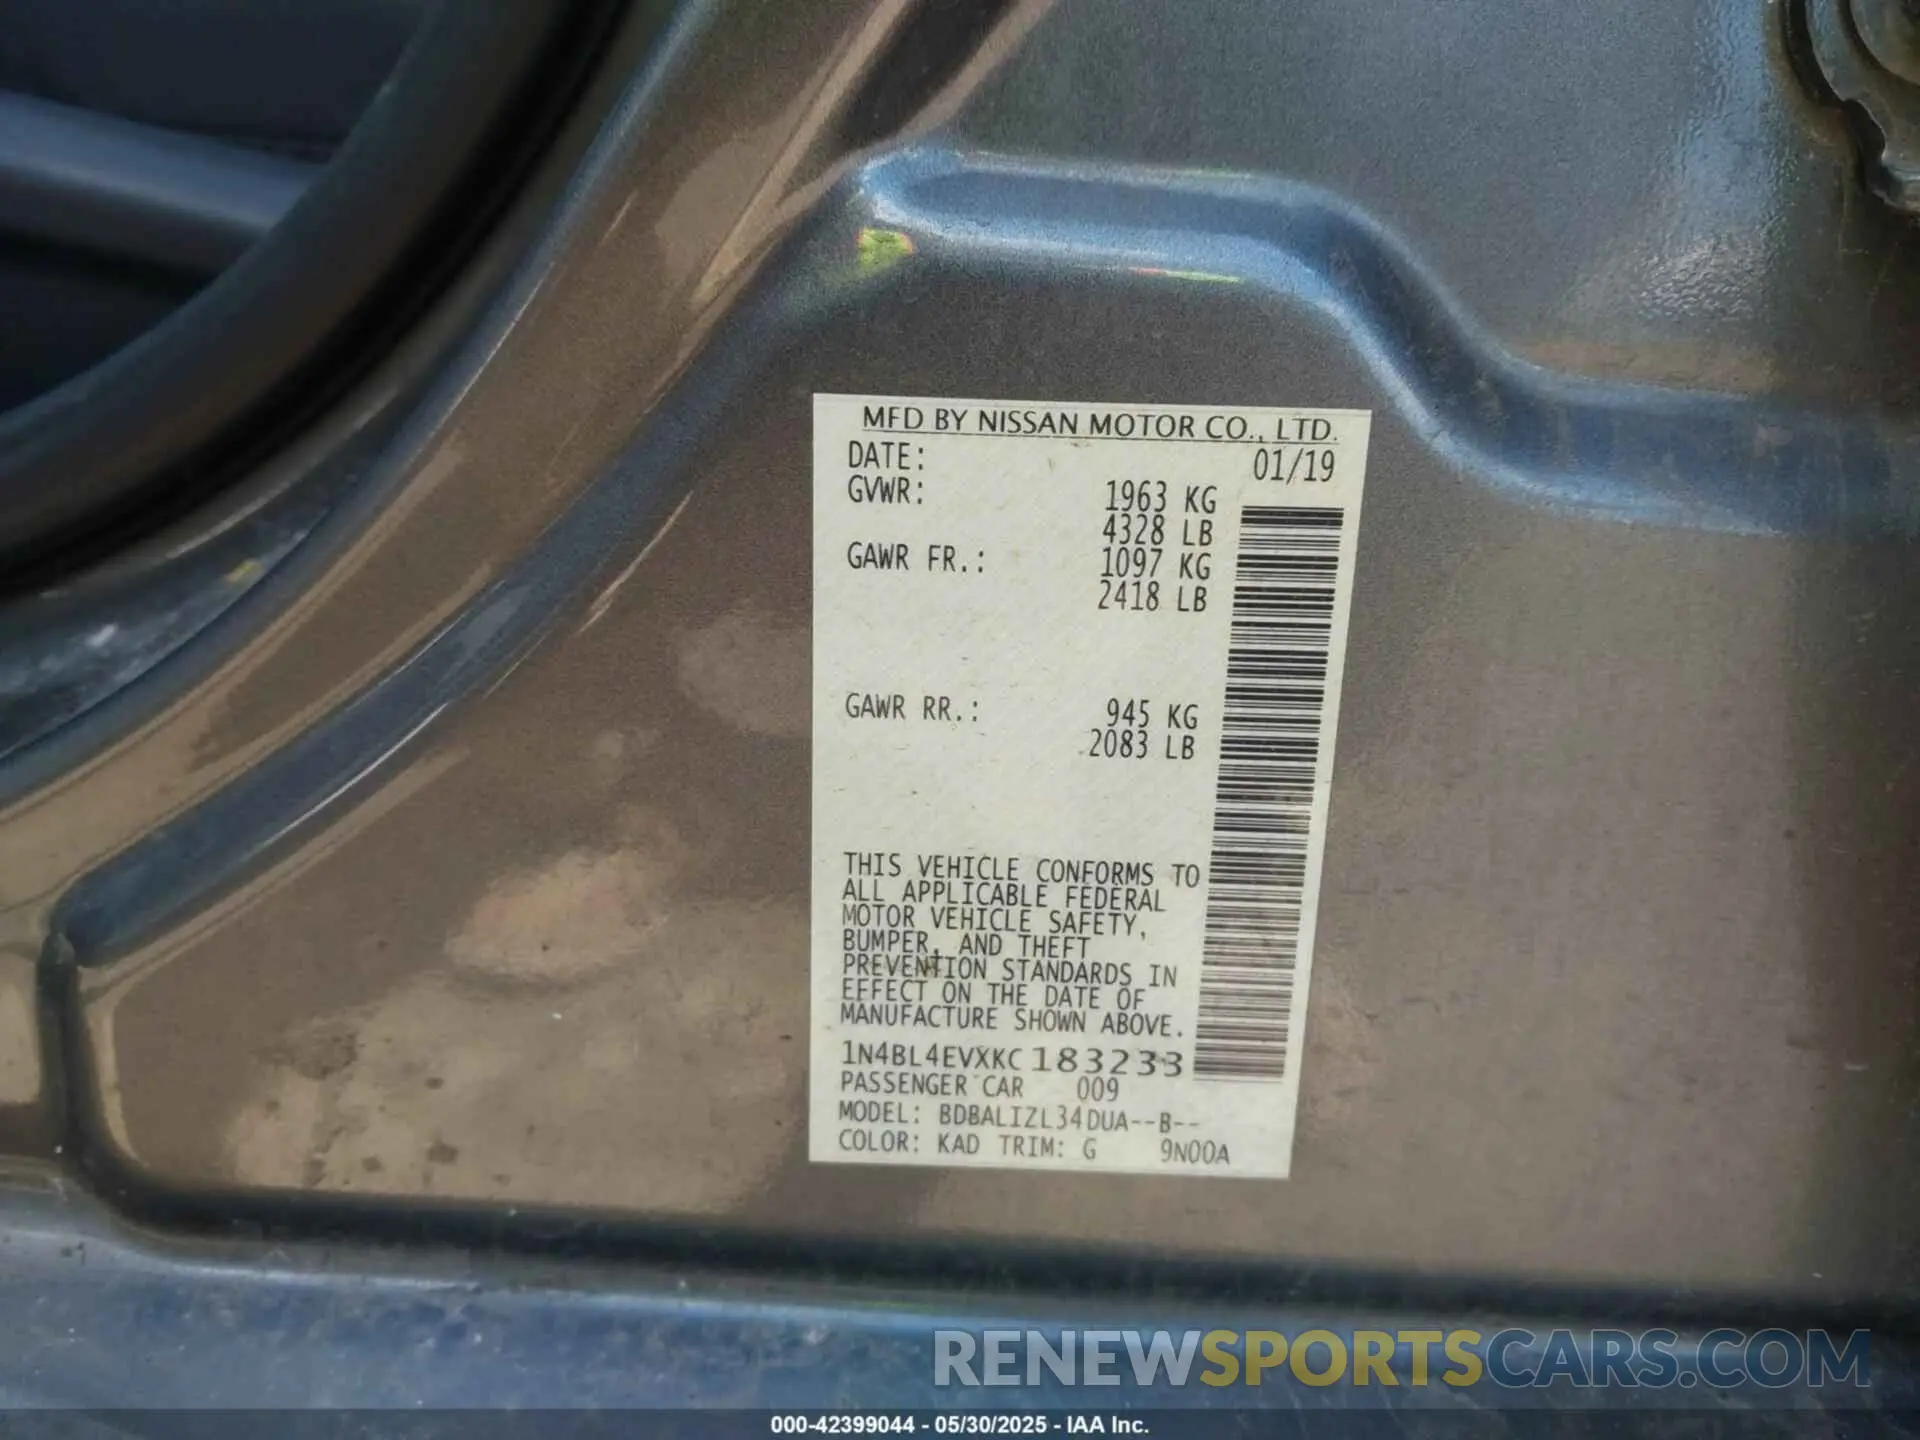 MFD BY NISSAN MOTOR CO., LTD.
DATE: 01/19
GVWR: 1963 KG
4328 LB
GAWR FR.: 1097 KG
2418 LB
GAWR RR.: 945 KG
2083 LB
THIS VEHICLE CONFORMS TO
ALL APPLICABLE FEDERAL
MOTOR VEHICLE SAFETY,
BUMPER, AND THEFT
PREVENTION STANDARDS IN
EFFECT ON THE DATE OF
MANUFACTURE SHOWN ABOVE.
1N4BL4EVXKC183233
PASSENGER CAR 009
MODEL: BDBALIZL34DUA--B--
COLOR: KAD TRIM: G 9N00A
RENEWSPORTSCARS.COM
000-42399044 - 05/30/2025 - IAA Inc.